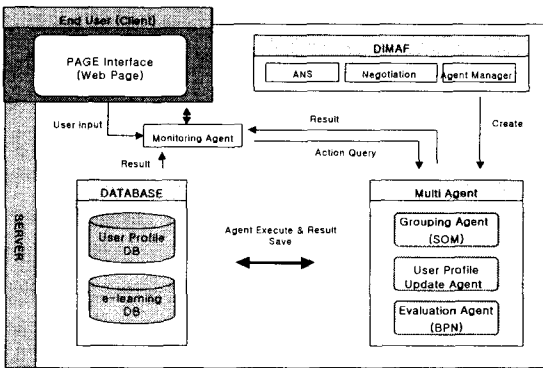 End User (Client)
PAGE Interface
(Web Page)
DIMAF
ANS
Negotiation
Agent Manager
User Input
Result
Create
Monitoring Agent
Action Query
Result
DATABASE
Multi Agent
SERVER
User Profile
DB
e-learning
DB
Agent Execute & Result
Save
Grouping Agent
(SOM)
User Profile
Update Agent
Evaluation Agent
(BPN)